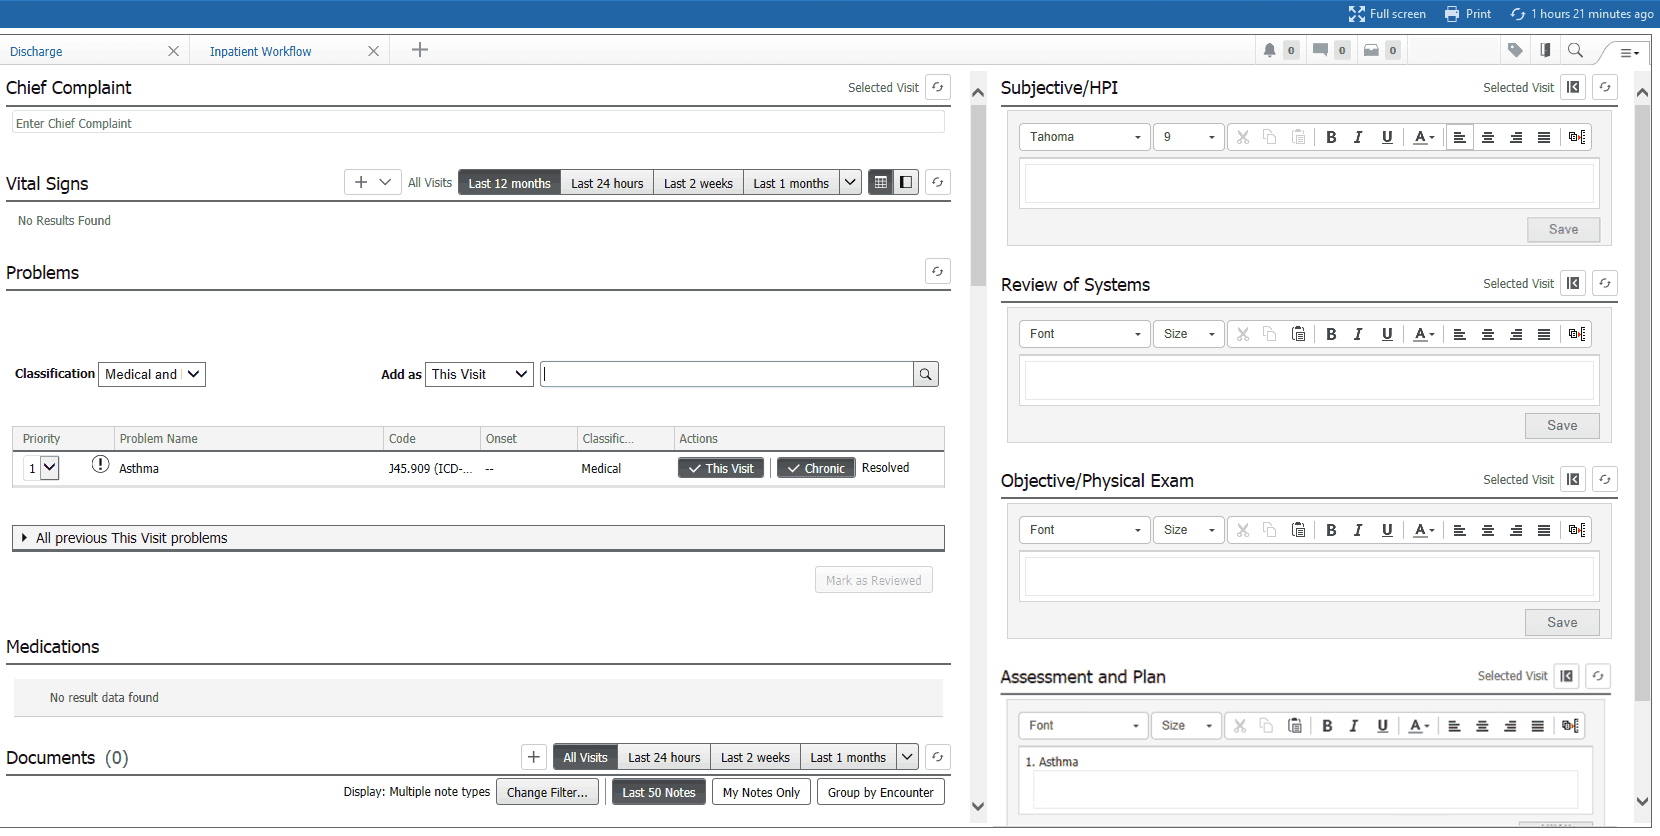 Full screen Print 1 hours 21 minutes ago
Discharge Inpatient Workflow 0 0 0
Chief Complaint Selected Visit
Enter Chief Complaint
Vital Signs All Visits Last 12 months Last 24 hours Last 2 weeks Last 1 months
No Results Found
Problems
Classification Medical and Add as This Visit
Priority Problem Name Code Onset Classific... Actions
1 Asthma J45.909 (ICD-... -- Medical This Visit Chronic Resolved
All previous This Visit problems
Mark as Reviewed
Medications
No result data found
Documents (0) All Visits Last 24 hours Last 2 weeks Last 1 months
Display: Multiple note types Change Filter... Last 50 Notes My Notes Only Group by Encounter
Subjective/HPI Selected Visit
Tahoma 9 B I U A
Save
Review of Systems Selected Visit
Font Size B I U A
Save
Objective/Physical Exam Selected Visit
Font Size B I U A
Save
Assessment and Plan Selected Visit
Font Size B I U A
1. Asthma